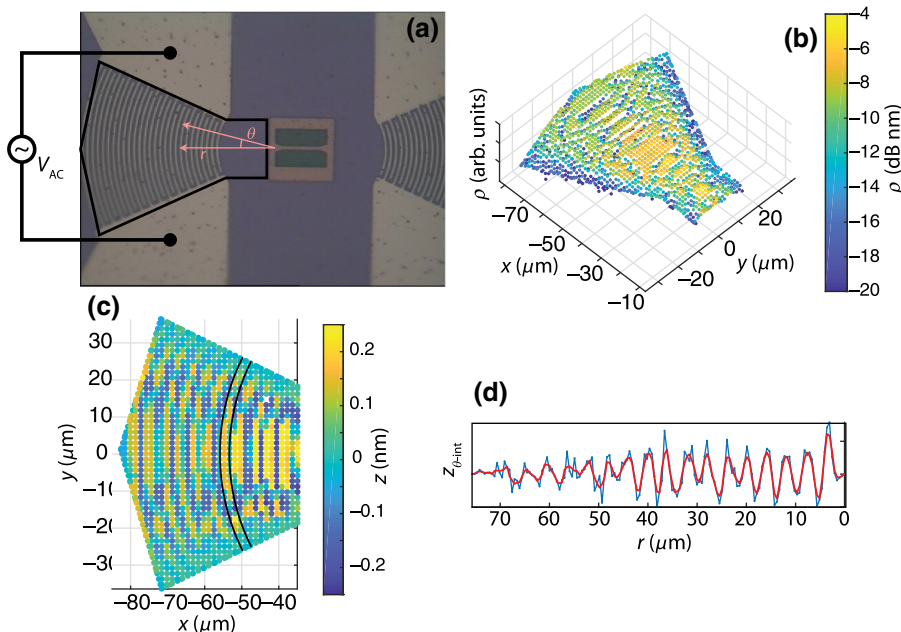 (a)
θ
r
~
V_AC
(b)
ρ (arb. units)
−70
−50
−30
−10
x (μm)
−20
0
20
y (μm)
−4
−6
−8
−10
−12
−14
−16
−18
−20
ρ (dB nm)
(c)
30
20
10
0
−10
−20
−30
y (μm)
−80 −70 −60 −50 −40
x (μm)
0.2
0.1
0
−0.1
−0.2
z (nm)
(d)
z_θ-int
70 60 50 40 30 20 10 0
r (μm)